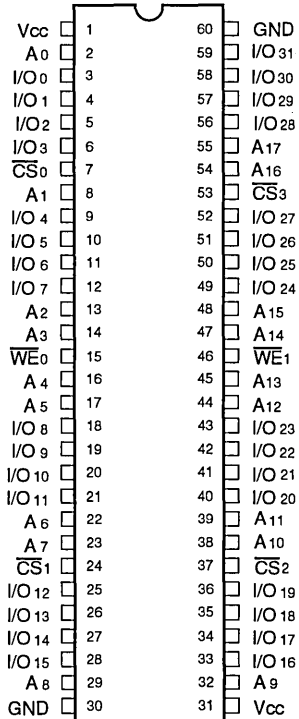 Vcc 1 60 GND
A0 2 59 I/O31
I/O0 3 58 I/O30
I/O1 4 57 I/O29
I/O2 5 56 I/O28
I/O3 6 55 A17
C̅S̅0 7 54 A16
A1 8 53 C̅S̅3
I/O4 9 52 I/O27
I/O5 10 51 I/O26
I/O6 11 50 I/O25
I/O7 12 49 I/O24
A2 13 48 A15
A3 14 47 A14
W̅E̅0 15 46 W̅E̅1
A4 16 45 A13
A5 17 44 A12
I/O8 18 43 I/O23
I/O9 19 42 I/O22
I/O10 20 41 I/O21
I/O11 21 40 I/O20
A6 22 39 A11
A7 23 38 A10
C̅S̅1 24 37 C̅S̅2
I/O12 25 36 I/O19
I/O13 26 35 I/O18
I/O14 27 34 I/O17
I/O15 28 33 I/O16
A8 29 32 A9
GND 30 31 Vcc